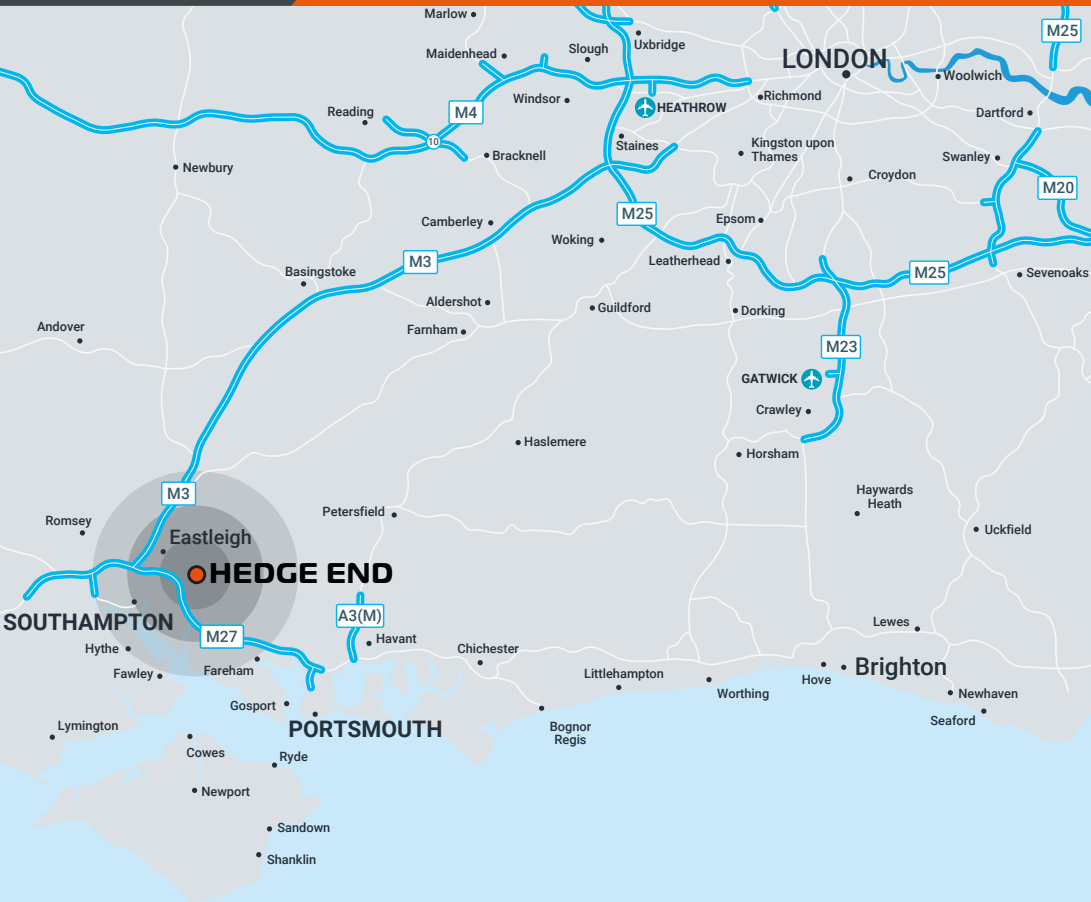 Marlow
M25
Maidenhead
Slough
Uxbridge
LONDON
Woolwich
Windsor
HEATHROW
Richmond
Reading
M4
Dartford
10
Staines
Kingston upon
Thames
Bracknell
Swanley
Newbury
Croydon
M20
Camberley
M25
Epsom
Woking
Leatherhead
M3
M25
Sevenoaks
Basingstoke
Aldershot
Guildford
Dorking
Andover
Farnham
M23
GATWICK
Crawley
Haslemere
Horsham
M3
Haywards
Heath
Petersfield
Romsey
Uckfield
Eastleigh
HEDGE END
SOUTHAMPTON
A3(M)
Lewes
M27
Havant
Hythe
Chichester
Brighton
Fawley
Fareham
Littlehampton
Hove
Worthing
Newhaven
Gosport
Seaford
PORTSMOUTH
Lymington
Bognor
Regis
Cowes
Ryde
Newport
Sandown
Shanklin